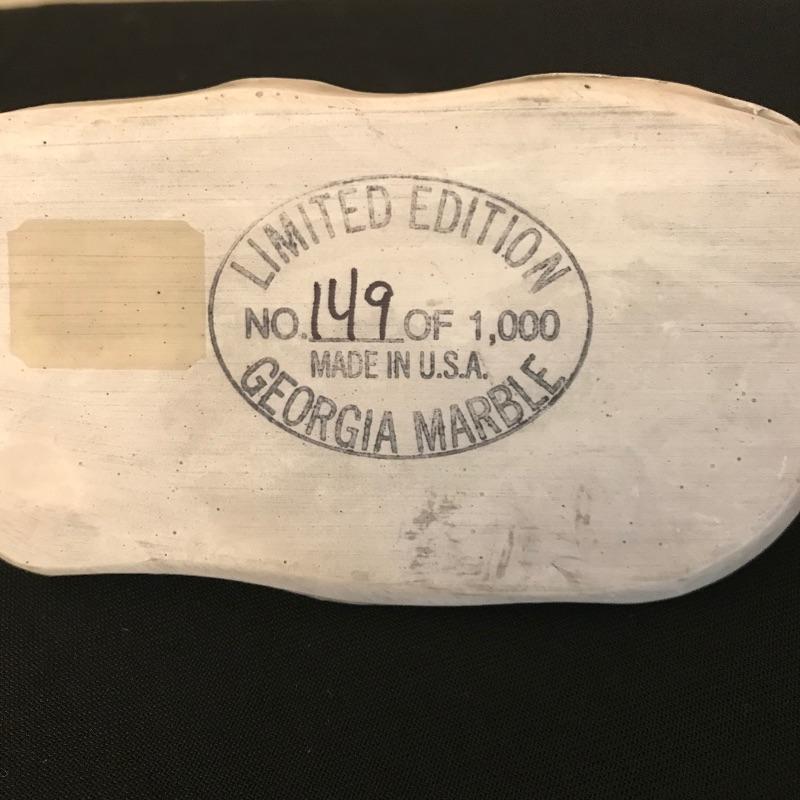 LIMITED EDITION
NO. 149 OF 1,000
MADE IN U.S.A.
GEORGIA MARBLE